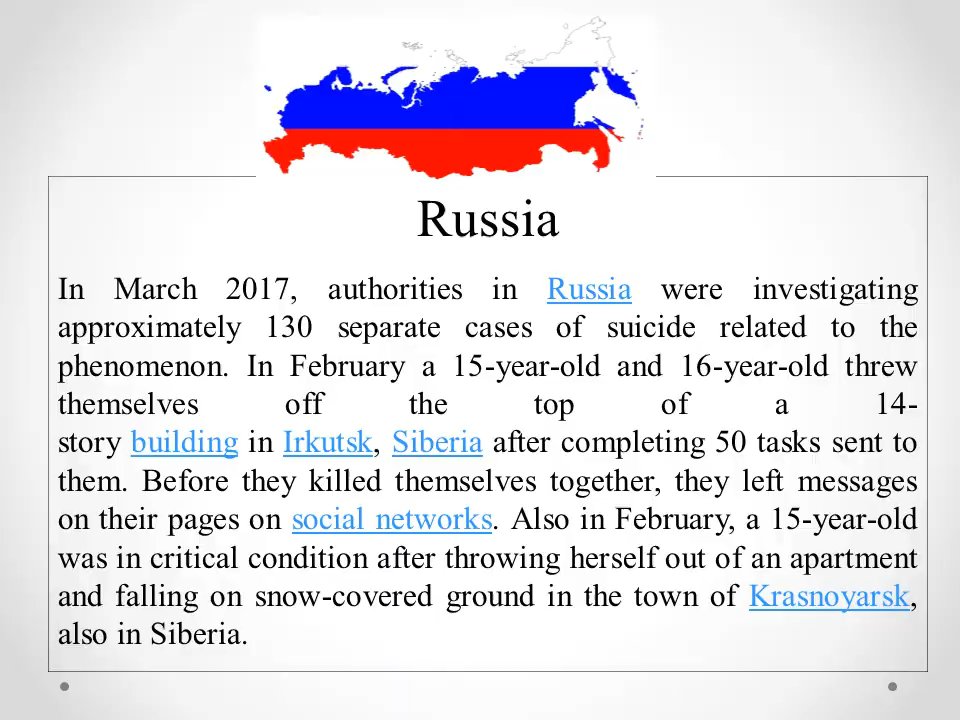 Russia
In March 2017, authorities in Russia were investigating
approximately 130 separate cases of suicide related to the
phenomenon. In February a 15-year-old and 16-year-old threw
themselves off the top of a 14-
story building in Irkutsk, Siberia after completing 50 tasks sent to
them. Before they killed themselves together, they left messages
on their pages on social networks. Also in February, a 15-year-old
was in critical condition after throwing herself out of an apartment
and falling on snow-covered ground in the town of Krasnoyarsk,
also in Siberia.